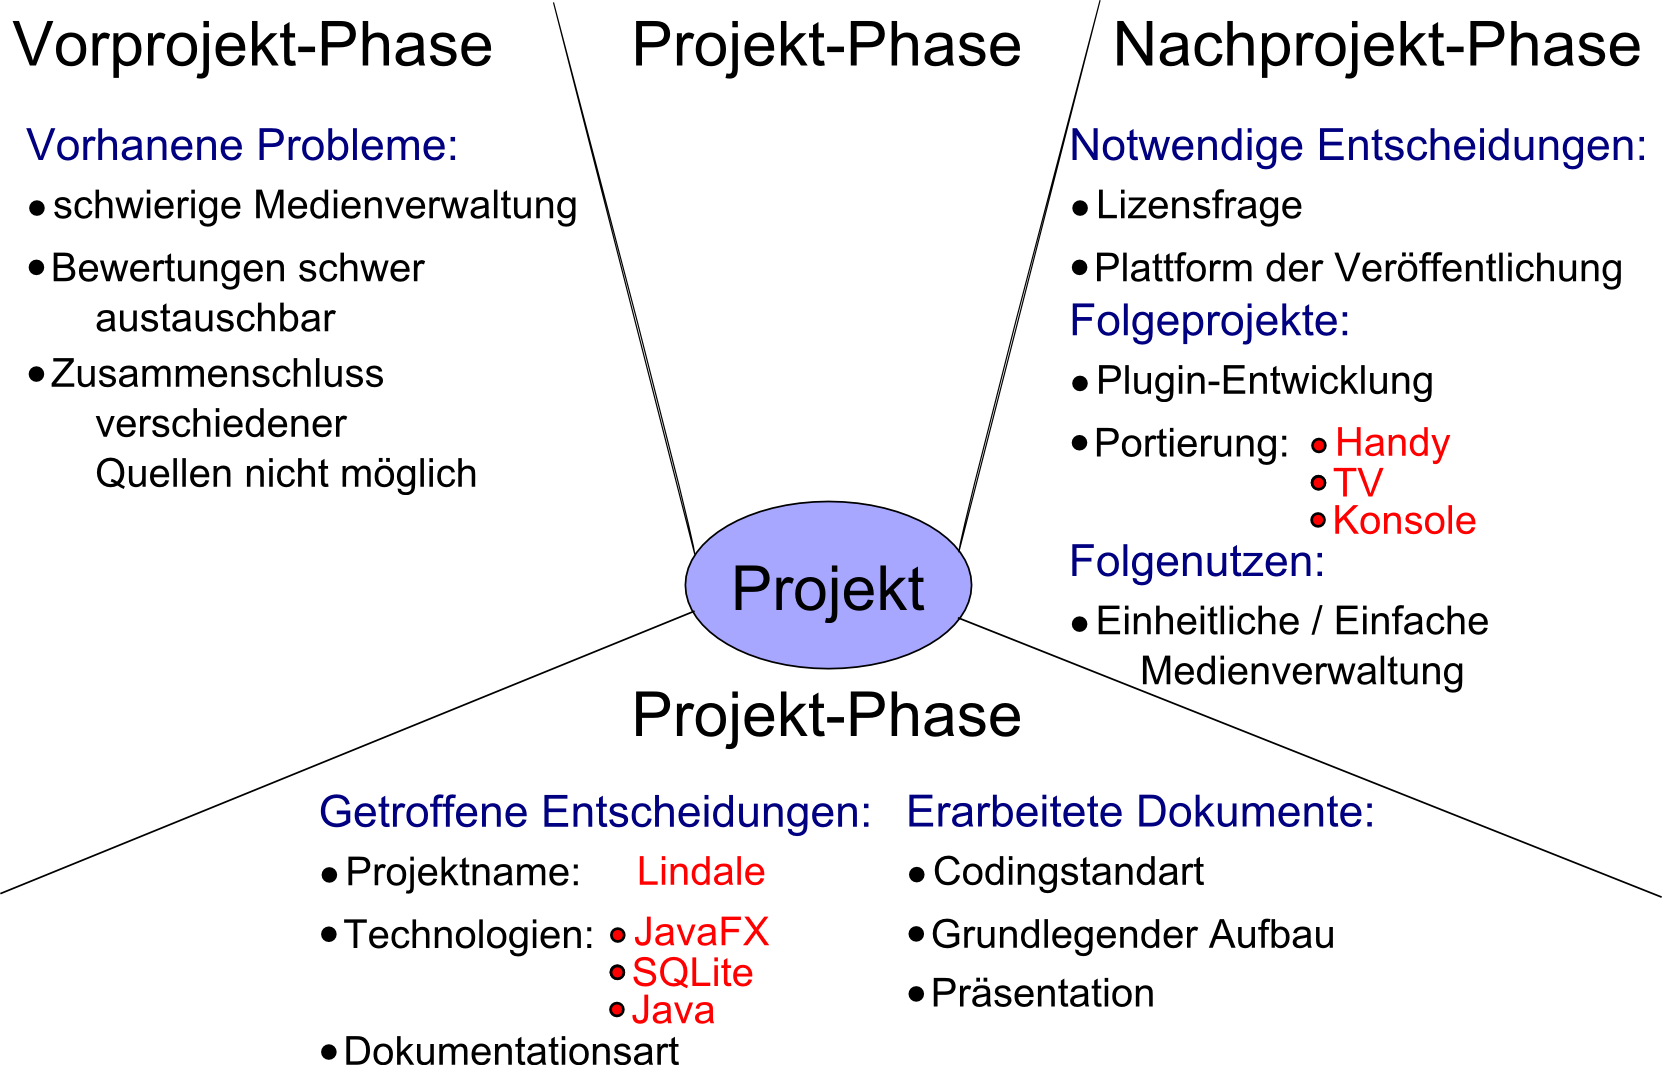 Vorprojekt-Phase
Projekt-Phase
Nachprojekt-Phase
Vorhanene Probleme:
schwierige Medienverwaltung
Bewertungen schwer
austauschbar
Zusammenschluss
verschiedener
Quellen nicht möglich
Notwendige Entscheidungen:
Lizensfrage
Plattform der Veröffentlichung
Folgeprojekte:
Plugin-Entwicklung
Portierung:
Handy
TV
Konsole
Folgenutzen:
Einheitliche / Einfache
Medienverwaltung
Projekt
Projekt-Phase
Getroffene Entscheidungen:
Projektname: Lindale
Technologien:
JavaFX
SQLite
Java
Dokumentationsart
Erarbeitete Dokumente:
Codingstandart
Grundlegender Aufbau
Präsentation